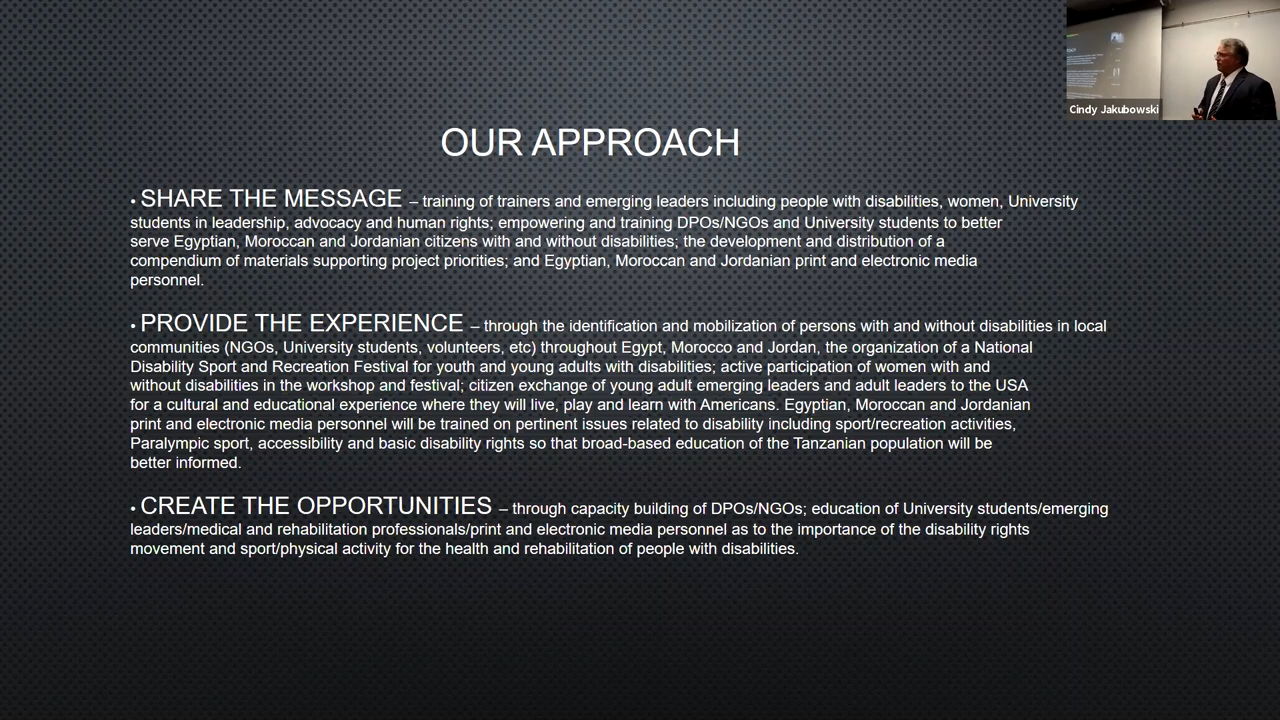 Cindy Jakubowski
OUR APPROACH
• SHARE THE MESSAGE – training of trainers and emerging leaders including people with disabilities, women, University
students in leadership, advocacy and human rights; empowering and training DPOs/NGOs and University students to better
serve Egyptian, Moroccan and Jordanian citizens with and without disabilities; the development and distribution of a
compendium of materials supporting project priorities; and Egyptian, Moroccan and Jordanian print and electronic media
personnel.
• PROVIDE THE EXPERIENCE – through the identification and mobilization of persons with and without disabilities in local
communities (NGOs, University students, volunteers, etc) throughout Egypt, Morocco and Jordan, the organization of a National
Disability Sport and Recreation Festival for youth and young adults with disabilities; active participation of women with and
without disabilities in the workshop and festival; citizen exchange of young adult emerging leaders and adult leaders to the USA
for a cultural and educational experience where they will live, play and learn with Americans. Egyptian, Moroccan and Jordanian
print and electronic media personnel will be trained on pertinent issues related to disability including sport/recreation activities,
Paralympic sport, accessibility and basic disability rights so that broad-based education of the Tanzanian population will be
better informed.
• CREATE THE OPPORTUNITIES – through capacity building of DPOs/NGOs; education of University students/emerging
leaders/medical and rehabilitation professionals/print and electronic media personnel as to the importance of the disability rights
movement and sport/physical activity for the health and rehabilitation of people with disabilities.